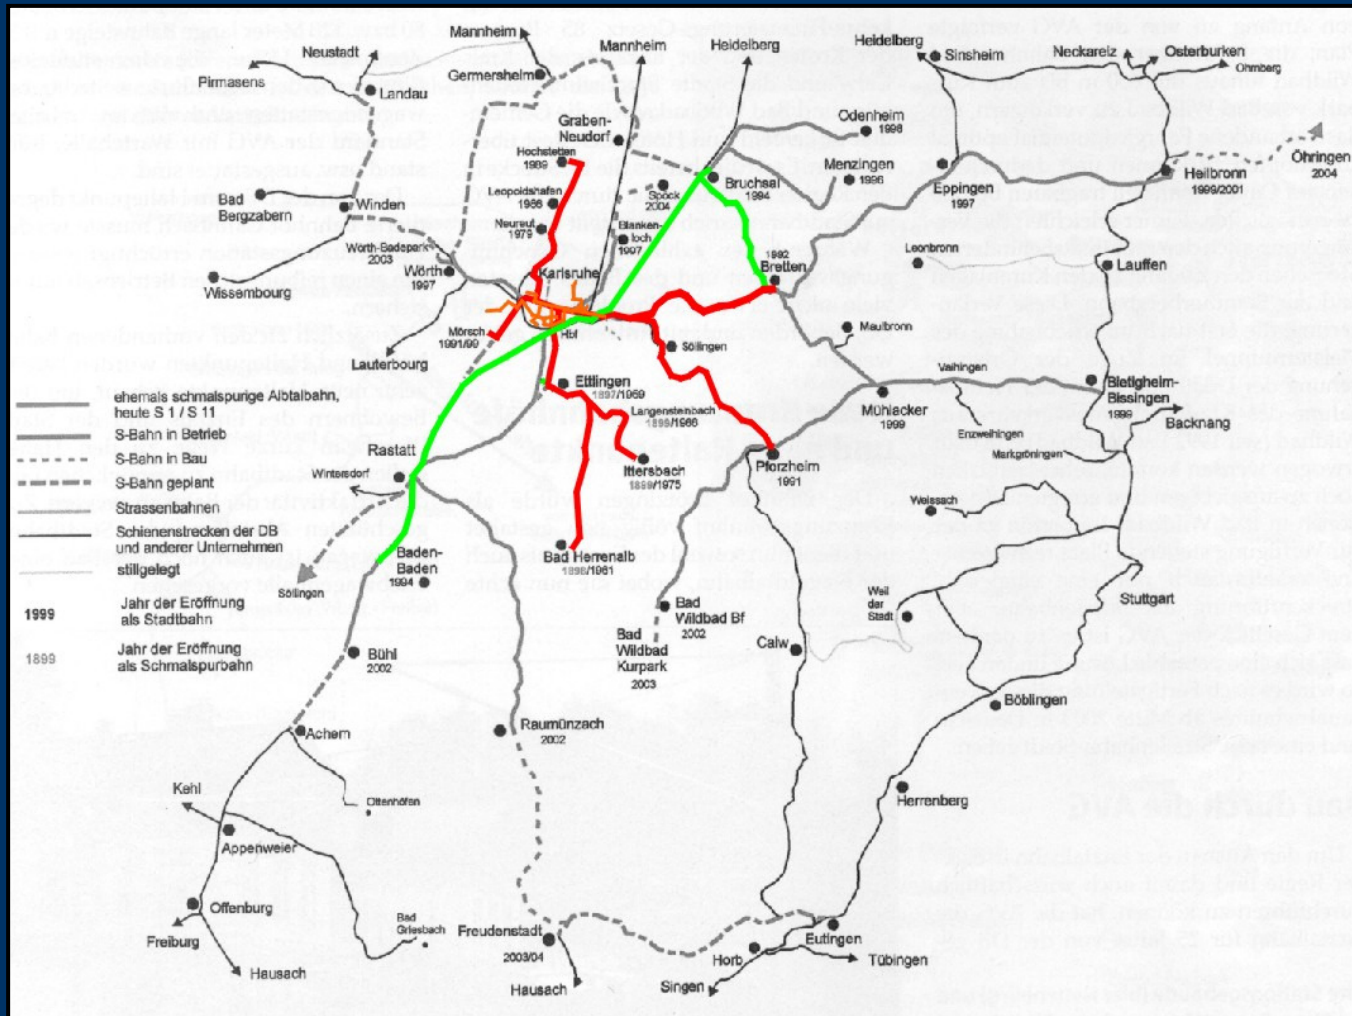 Neustadt
Mannheim
Mannheim
Heidelberg
Heidelberg
Sinsheim
Neckarelz
Osterburken
Pirmasens
Landau
Germersheim
Graben-
Neudorf
Odenheim
1998
Öhringen
2004
Hochstetten
1989
Menzingen
1996
Leopoldshafen
1986
Spöck
2004
Bruchsal
1994
Eppingen
1997
Heilbronn
1999/2001
Bad
Bergzabern
Winden
Neureut
Blanken-
loch
1997
Wörth-Badepark
2003
Leonbronn
Lauffen
Wörth
1997
Karlsruhe
1992
Bretten
Wissembourg
Mörsch
1991/99
Hbf
Söllingen
Maulbronn
Lauterbourg
Vaihingen
Ettlingen
1897/1969
Mühlacker
1999
Bietigheim-
Bissingen
1999
Backnang
ehemals schmalspurige Albtalbahn,
heute S 1 / S 11
S-Bahn in Betrieb
S-Bahn in Bau
S-Bahn geplant
Strassenbahnen
Schienenstrecken der DB
und anderer Unternehmen
stillgelegt
1999
Jahr der Eröffnung
als Stadtbahn
1899
Jahr der Eröffnung
als Schmalspurbahn
Langensteinbach
1899/1966
Enzweihingen
Markgröningen
Rastatt
Wintersdorf
Ittersbach
1899/1975
Pforzheim
1991
Weissach
Bad Herrenalb
1898/1961
Baden-
Baden
1994
Söllingen
Weil
der
Stadt
Stuttgart
Bad
Wildbad Bf
2002
Bad
Wildbad
Kurpark
2003
Calw
Bühl
2002
Böblingen
Raumünzach
2002
Achern
Kehl
Ottenhöfen
Herrenberg
Appenweier
Offenburg
Freiburg
Bad
Griesbach
Hausach
Freudenstadt
2003/04
Hausach
Eutingen
Horb
Tübingen
Singen